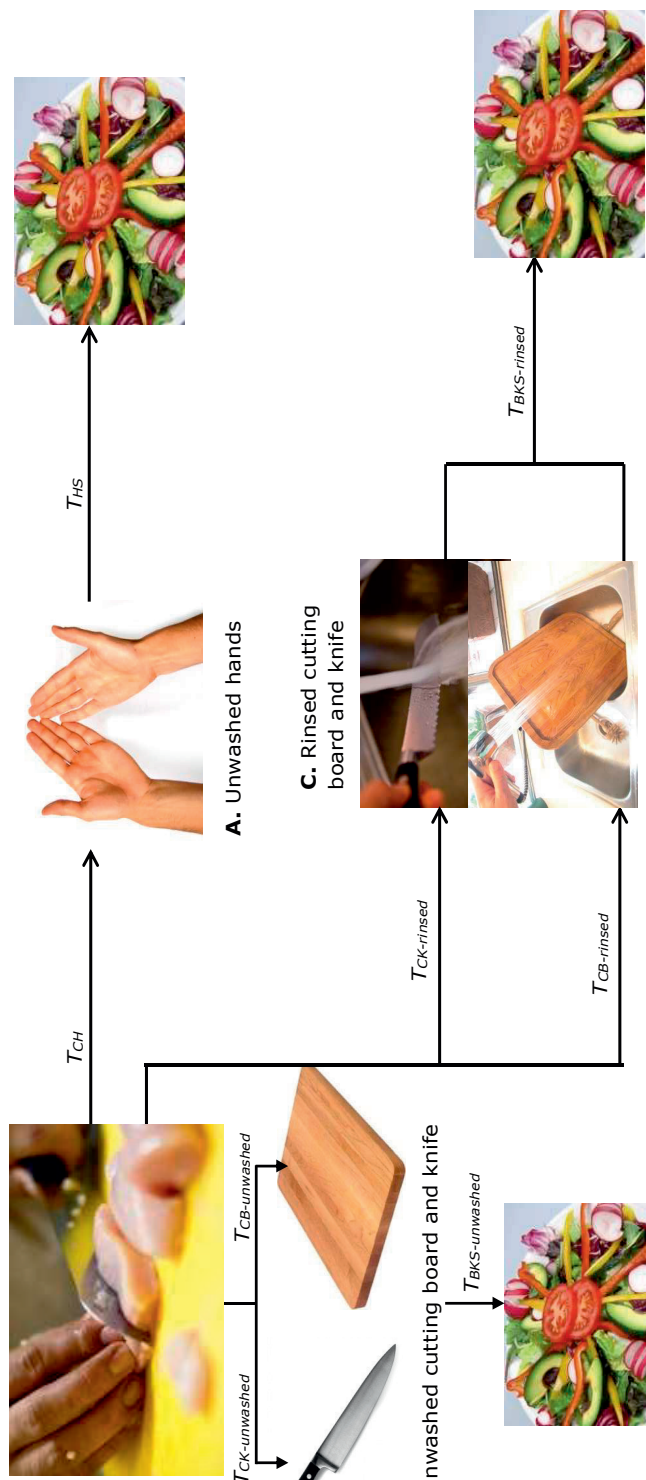 T_CK-unwashed
T_CB-unwashed
nwashed cutting board and knife
T_BKS-unwashed
T_CH
A. Unwashed hands
T_HS
T_CK-rinsed
T_CB-rinsed
C. Rinsed cutting
board and knife
T_BKS-rinsed